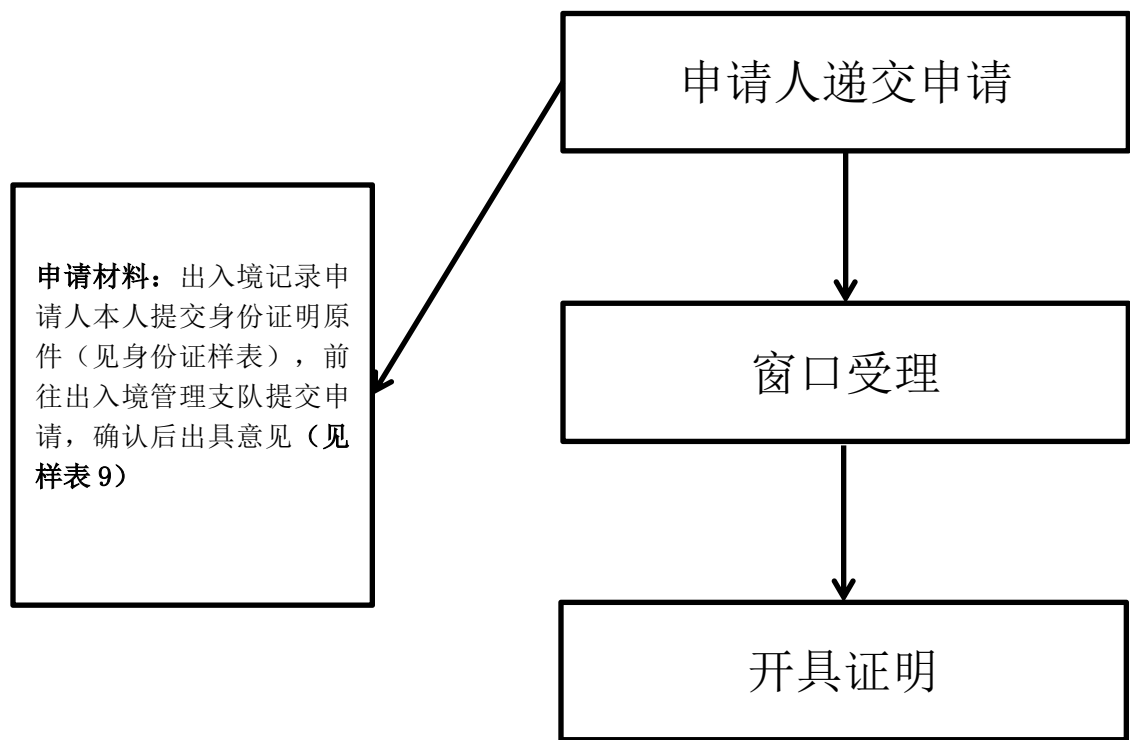 申请人递交申请
申请材料：出入境记录申
请人本人提交身份证明原
件（见身份证样表），前
往出入境管理支队提交申
请，确认后出具意见（见
样表 9）
窗口受理
开具证明